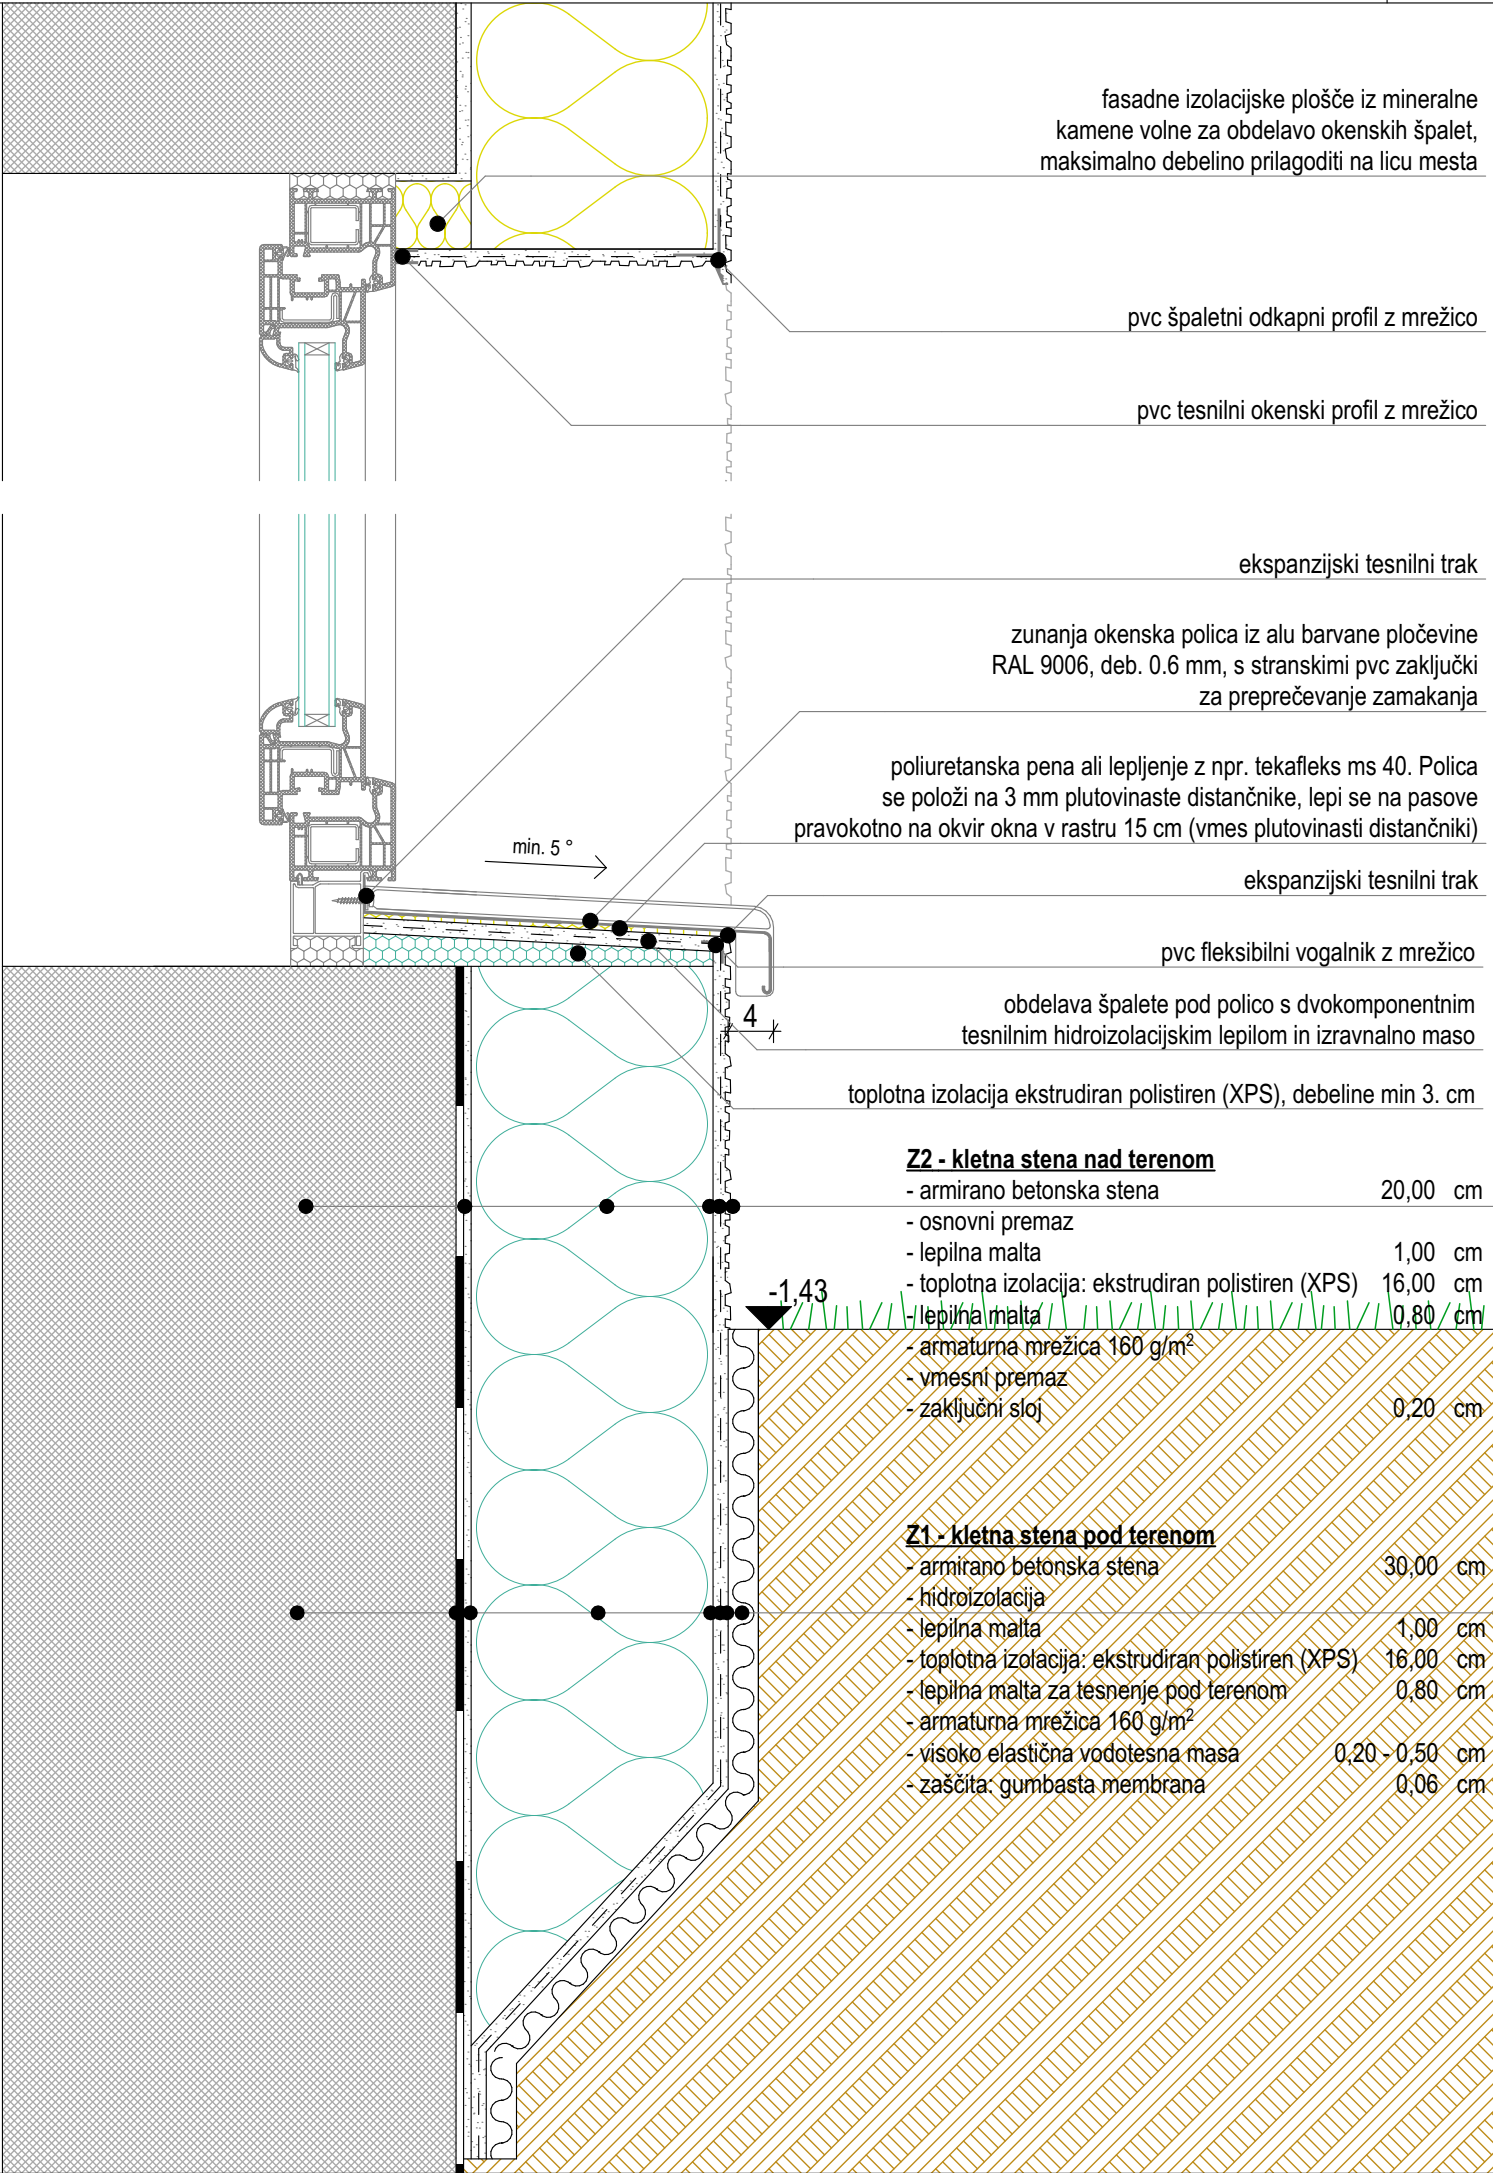 fasadne izolacijske plošče iz mineralne
kamene volne za obdelavo okenskih špalet,
maksimalno debelino prilagoditi na licu mesta
pvc špaletni odkapni profil z mrežico
pvc tesnilni okenski profil z mrežico
ekspanzijski tesnilni trak
zunanja okenska polica iz alu barvane pločevine
RAL 9006, deb. 0.6 mm, s stranskimi pvc zaključki
za preprečevanje zamakanja
poliuretanska pena ali lepljenje z npr. tekafleks ms 40. Polica
se položi na 3 mm plutovinaste distančnike, lepi se na pasove
pravokotno na okvir okna v rastru 15 cm (vmes plutovinasti distančniki)
min. 5 °
ekspanzijski tesnilni trak
pvc fleksibilni vogalnik z mrežico
obdelava špalete pod polico s dvokomponentnim
tesnilnim hidroizolacijskim lepilom in izravnalno maso
4
toplotna izolacija ekstrudiran polistiren (XPS), debeline min 3. cm
Z2 - kletna stena nad terenom
- armirano betonska stena 20,00 cm
- osnovni premaz
- lepilna malta 1,00 cm
- toplotna izolacija: ekstrudiran polistiren (XPS) 16,00 cm
-1,43
- lepilna malta 0,80 cm
- armaturna mrežica 160 g/m²
- vmesni premaz
- zaključni sloj 0,20 cm
Z1 - kletna stena pod terenom
- armirano betonska stena 30,00 cm
- hidroizolacija
- lepilna malta 1,00 cm
- toplotna izolacija: ekstrudiran polistiren (XPS) 16,00 cm
- lepilna malta za tesnenje pod terenom 0,80 cm
- armaturna mrežica 160 g/m²
- visoko elastična vodotesna masa 0,20 - 0,50 cm
- zaščita: gumbasta membrana 0,06 cm